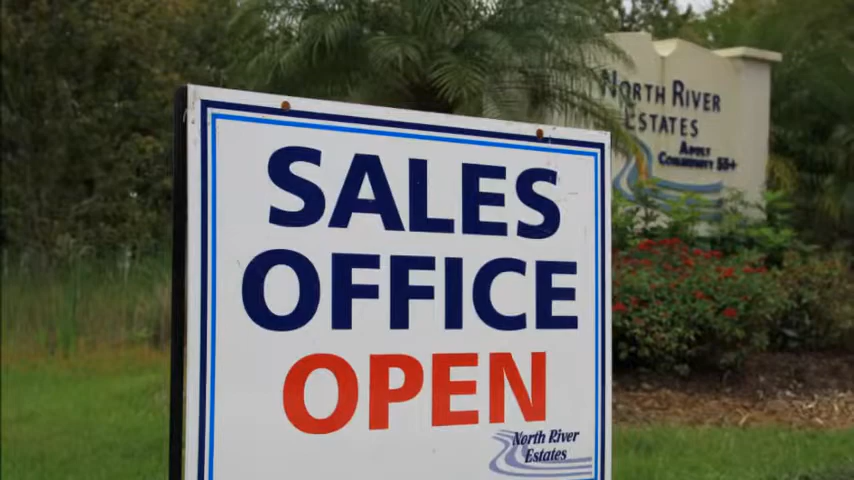 SALES
OFFICE
OPEN
North River
Estates
NORTH RIVER
ESTATES
ADULT
COMMUNITY 55+